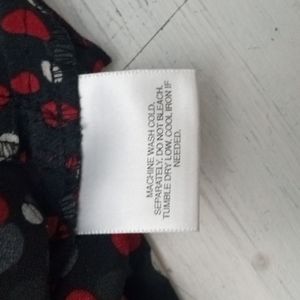 MACHINE WASH COLD.
SEPARATELY. DO NOT BLEACH.
TUMBLE DRY LOW. COOL IRON IF
NEEDED.